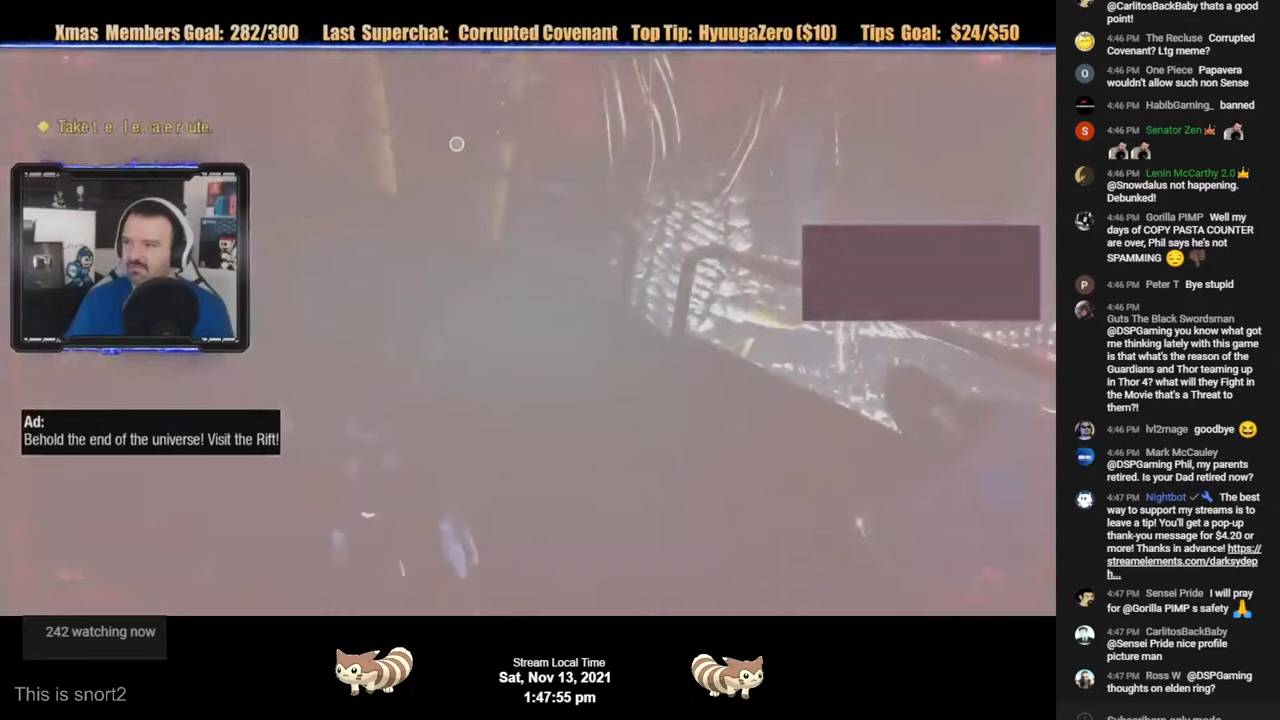 Xmas Members Goal: 282/300 Last Superchat: Corrupted Covenant Top Tip: HyuugaZero ($10) Tips Goal: $24/$50
Take
Ad:
Behold the end of the universe! Visit the Rift!
242 watching now
This is snort2
Stream Local Time
Sat, Nov 13, 2021
1:47:55 pm
@CarlitosBackBaby thats a good
point!
4:46 PM The Recluse Corrupted
Covenant? Ltg meme?
4:46 PM One Piece Papavera
wouldn't allow such non Sense
4:46 PM HabibGaming_ banned
4:46 PM Senator Zen
4:46 PM Lenin McCarthy 2.0
@Snowdalus not happening.
Debunked!
4:46 PM Gorilla PIMP Well my
days of COPY PASTA COUNTER
are over, Phil says he's not
SPAMMING 😔 👎🏿
4:46 PM Peter T Bye stupid
4:46 PM
Guts The Black Swordsman
@DSPGaming you know what got
me thinking lately with this game
is that what's the reason of the
Guardians and Thor teaming up
in Thor 4? what will they Fight in
the Movie that's a Threat to
them?!
4:46 PM lvl2mage goodbye 😆
4:46 PM Mark McCauley
@DSPGaming Phil, my parents
retired. Is your Dad retired now?
4:47 PM Nightbot The best
way to support my streams is to
leave a tip! You'll get a pop-up
thank-you message for $4.20 or
more! Thanks in advance! https://
streamelements.com/darksydep
h...
4:47 PM Sensei Pride I will pray
for @Gorilla PIMP s safety 🙏
4:47 PM CarlitosBackBaby
@Sensei Pride nice profile
picture man
4:47 PM Ross W @DSPGaming
thoughts on elden ring?
Subscribers-only mode